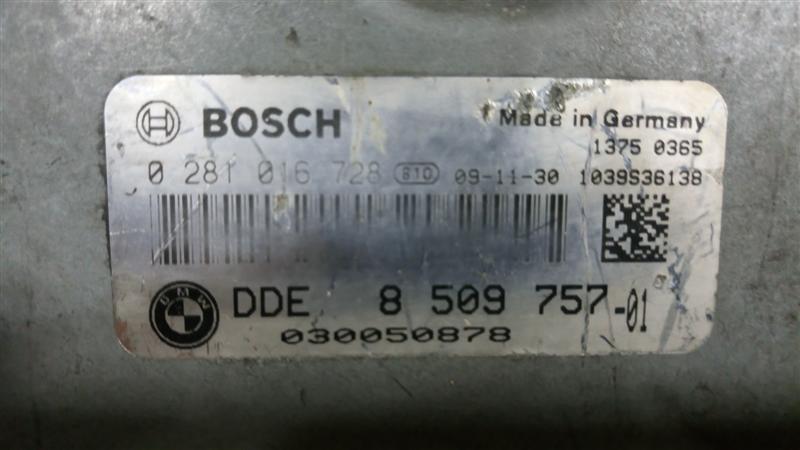 BOSCH Made in Germany
1375 0365
0 281 016 728 810 09-11-30 1039S36138
BMW DDE 8 509 757-01
030050878